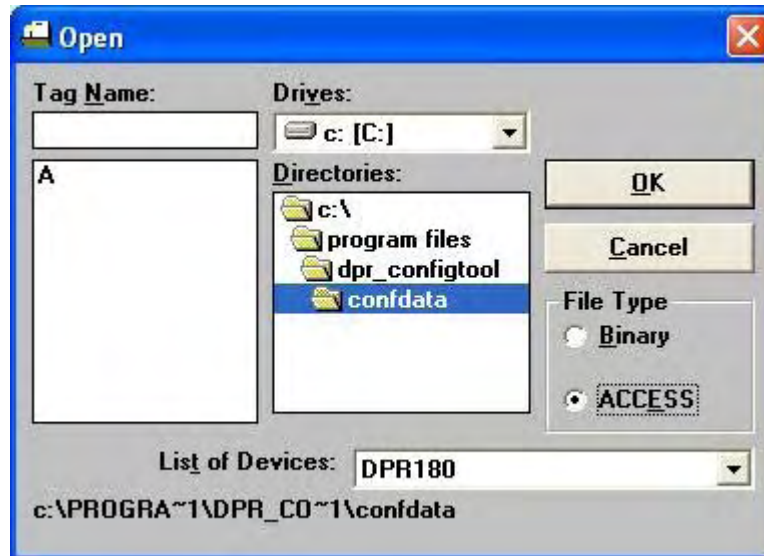 Open
Tag Name:
Drives:
c: [C:]
A
Directories:
c:\
program files
dpr_configtool
confdata
OK
Cancel
File Type
Binary
ACCESS
List of Devices:
DPR180
c:\PROGRA~1\DPR_CO~1\confdata